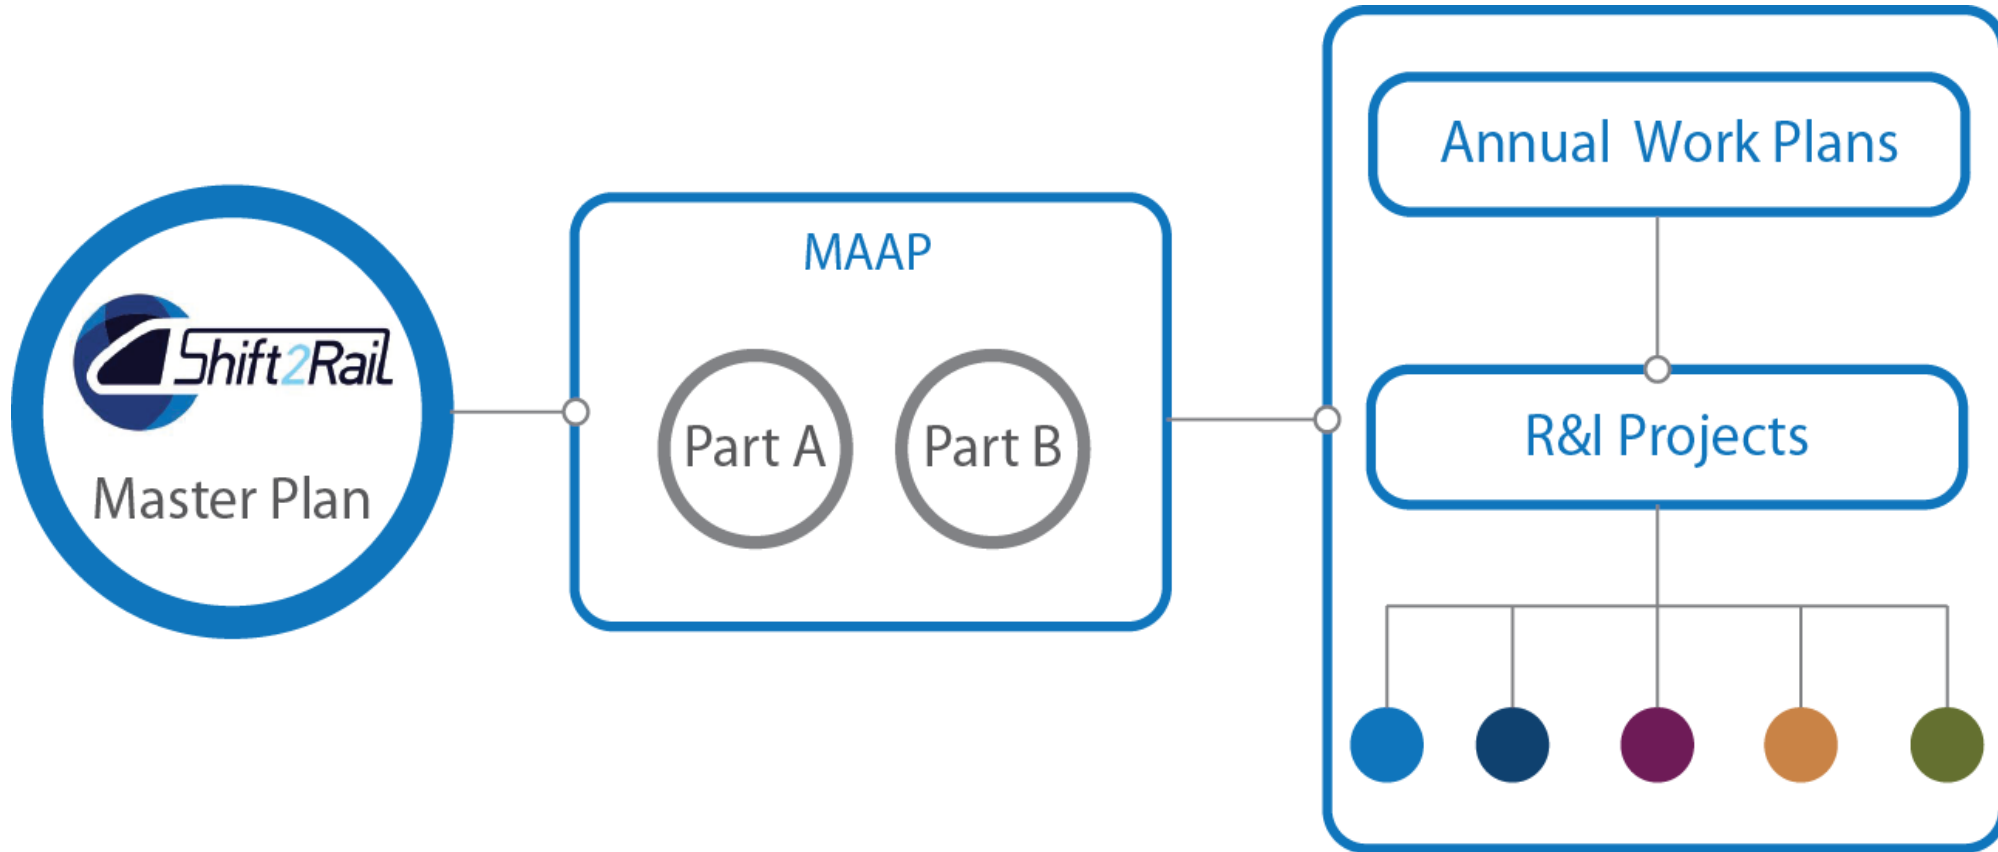 Shift2Rail
Master Plan
MAAP
Part A
Part B
Annual Work Plans
R&I Projects